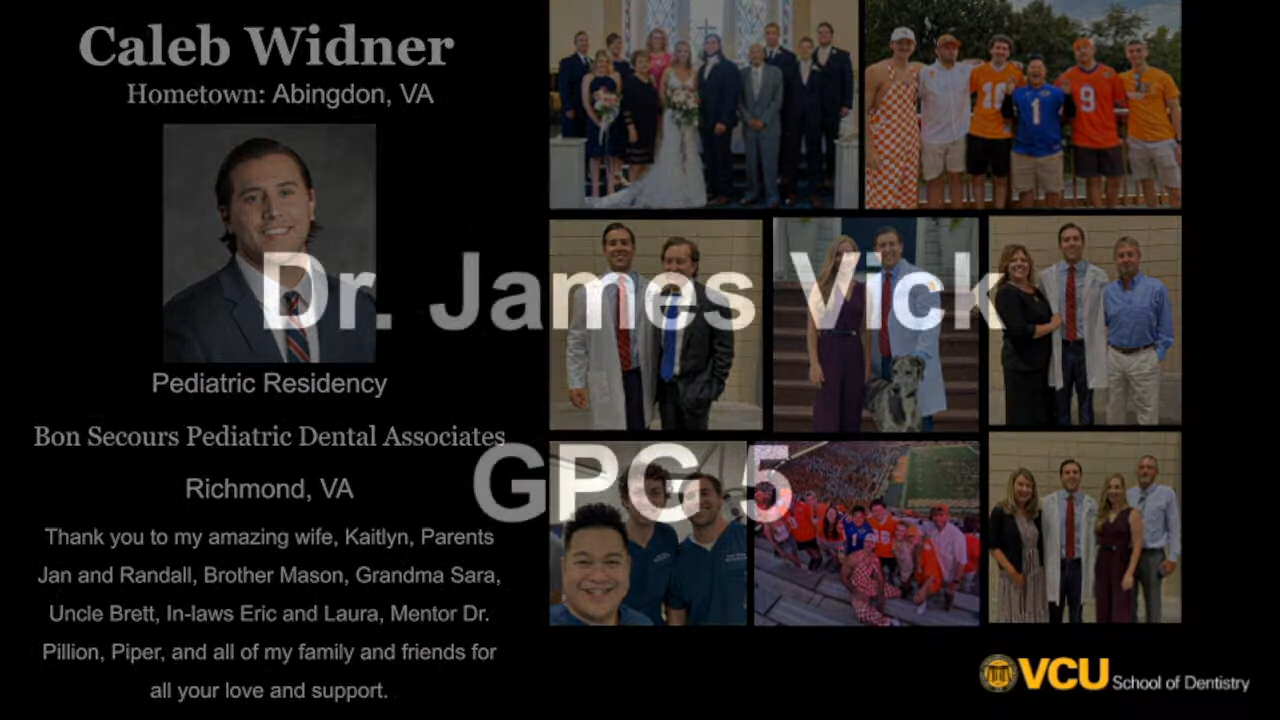 Caleb Widner
Hometown: Abingdon, VA
Dr. James Vick
Pediatric Residency
Bon Secours Pediatric Dental Associates
GPG 5
Richmond, VA
Thank you to my amazing wife, Kaitlyn, Parents
Jan and Randall, Brother Mason, Grandma Sara,
Uncle Brett, In-laws Eric and Laura, Mentor Dr.
Pillion, Piper, and all of my family and friends for
all your love and support.
10
1
9
VCU School of Dentistry